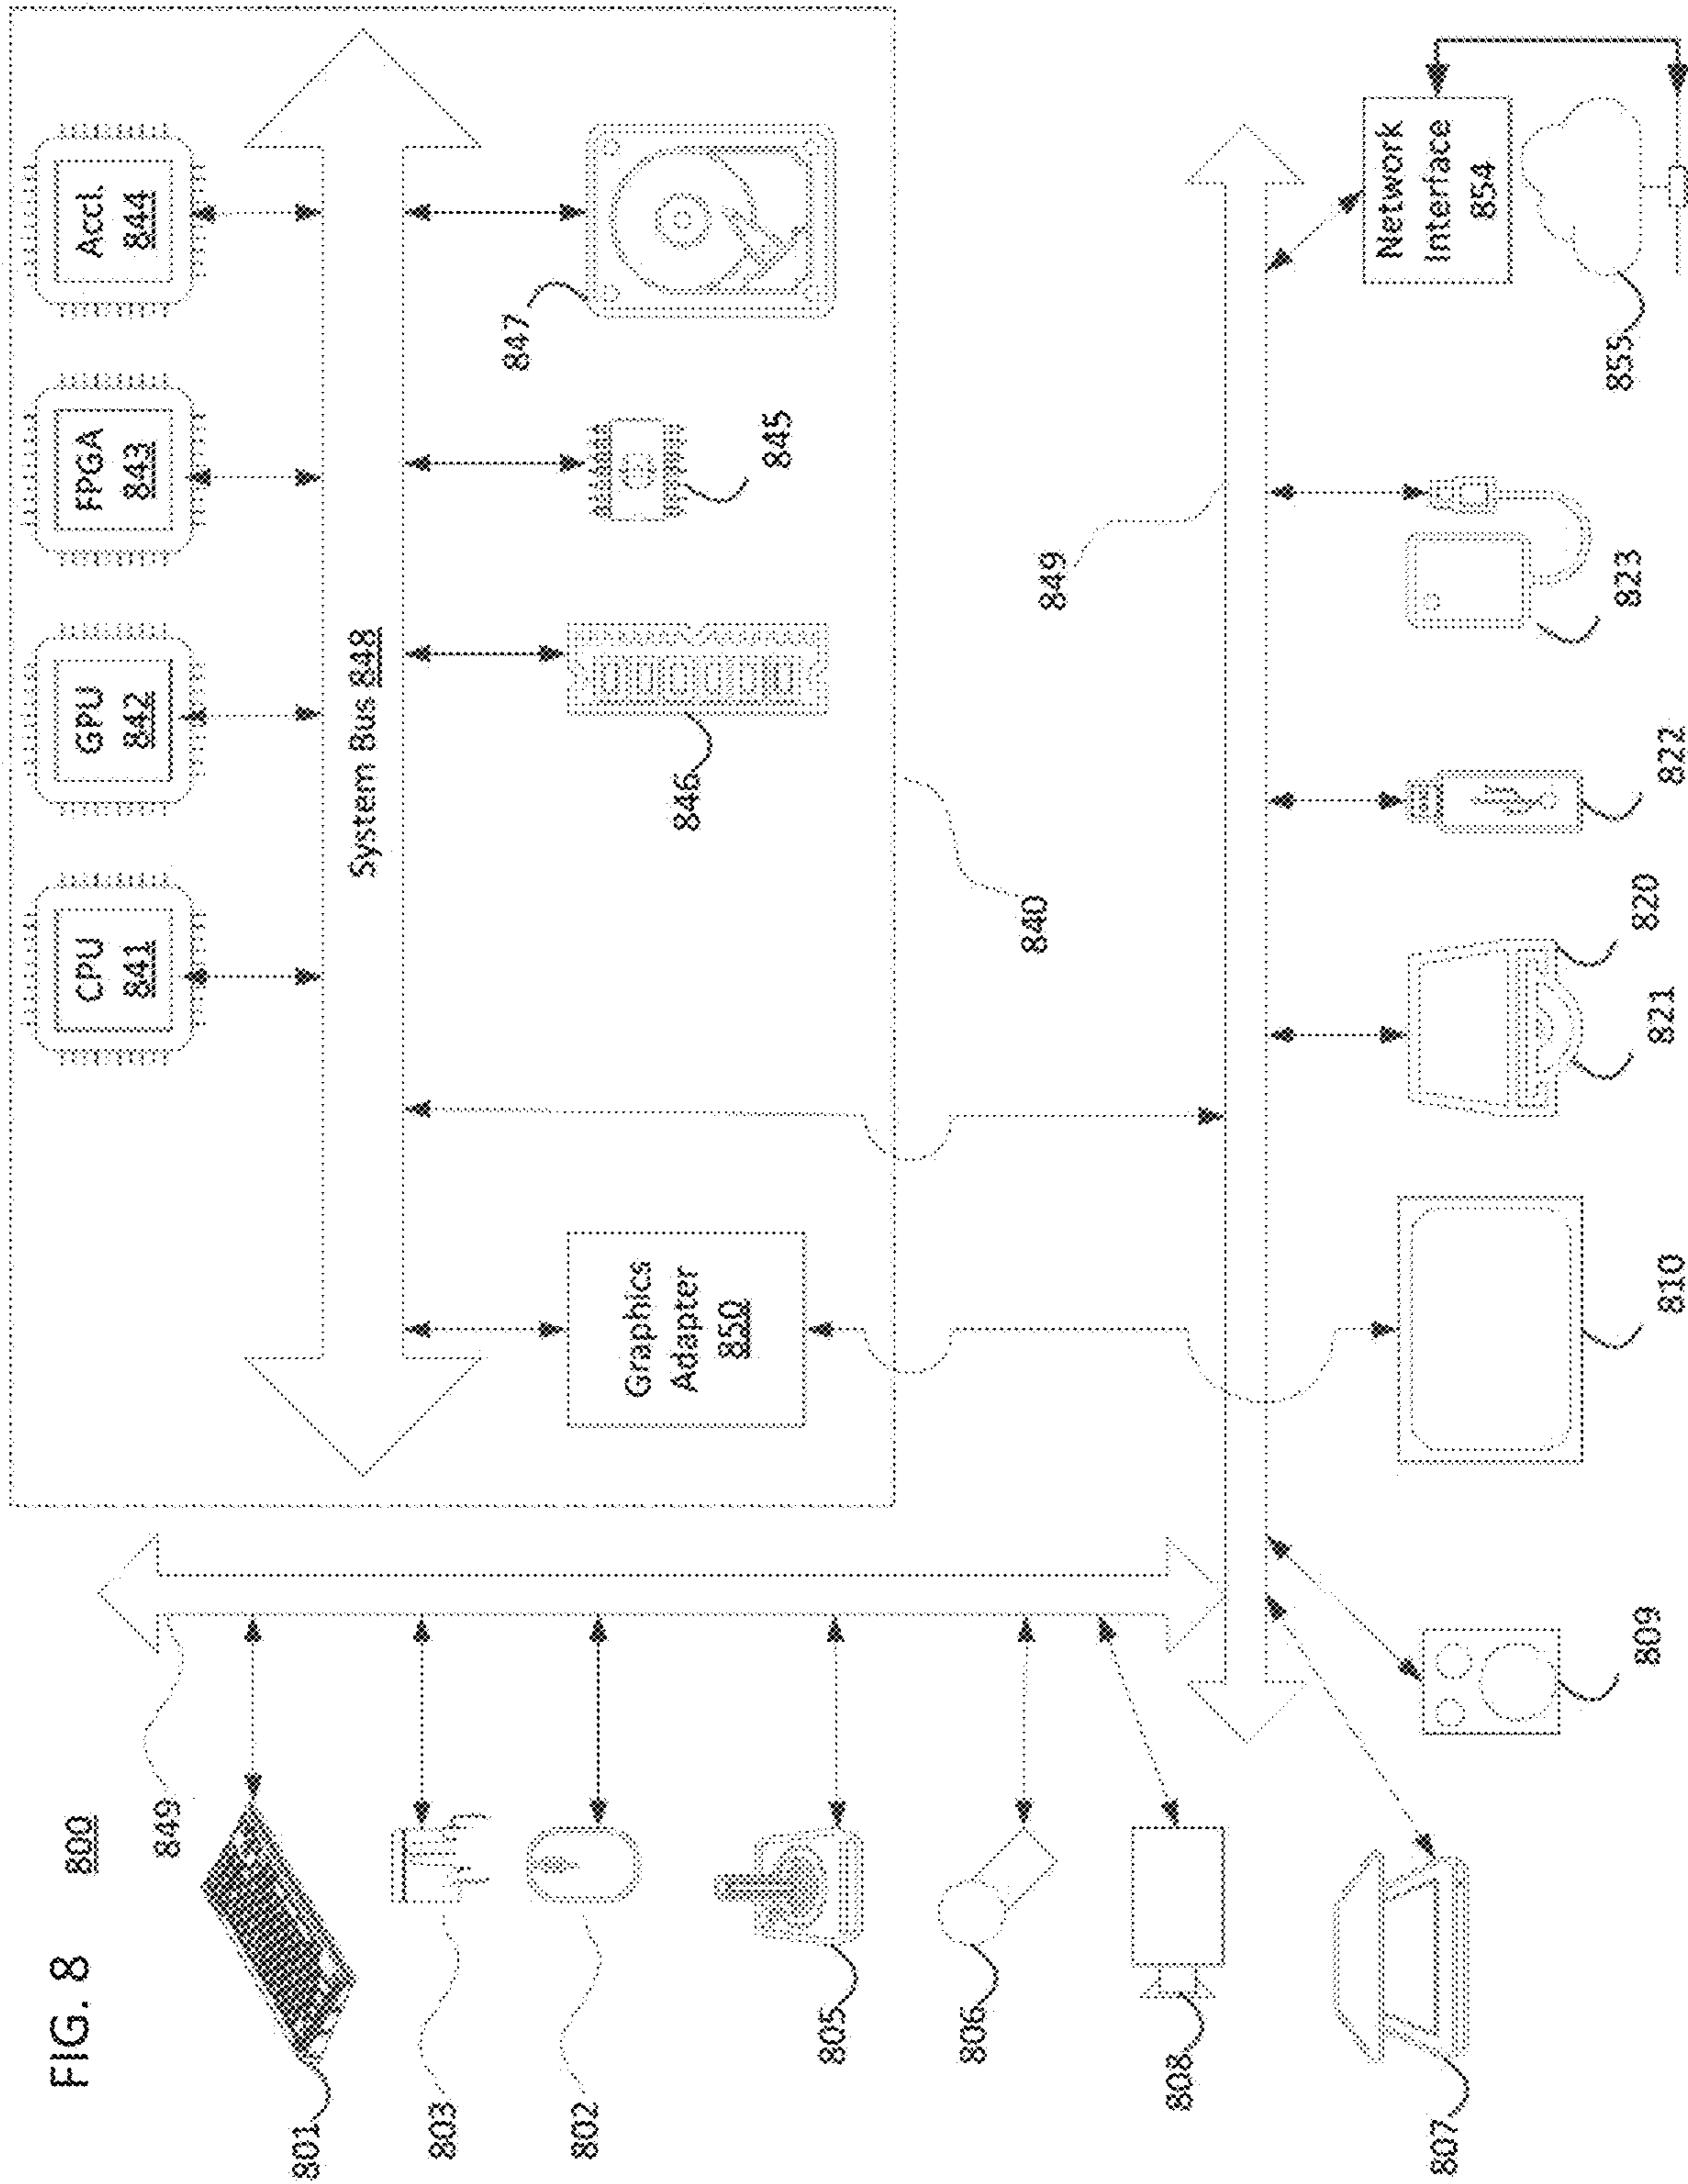 FIG. 8
800
849
801
803
802
805
806
808
807
809
CPU
841
GPU
842
FPGA
843
Accl.
844
System Bus 848
Graphics
Adapter
850
846
845
847
840
849
810
820
821
822
823
Network
Interface
854
855